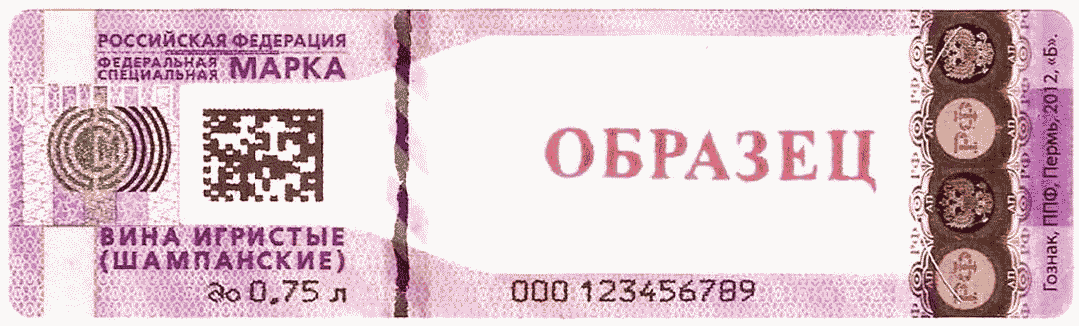 РОССИЙСКАЯ ФЕДЕРАЦИЯ
ФЕДЕРАЛЬНАЯ
СПЕЦИАЛЬНАЯ МАРКА
ВИНА ИГРИСТЫЕ
(ШАМПАНСКИЕ)
до 0,75 л
ОБРАЗЕЦ
000 123456789
РФ
РФ
Гознак, ППФ, Пермь, 2012, «Б».